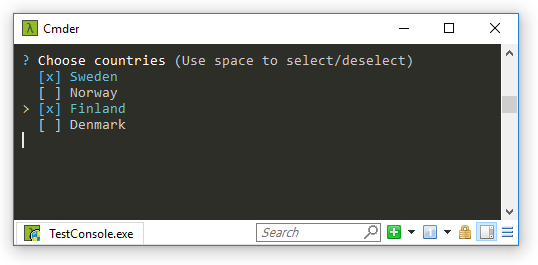 Cmder
? Choose countries (Use space to select/deselect)
[x] Sweden
[ ] Norway
> [x] Finland
[ ] Denmark
TestConsole.exe
Search